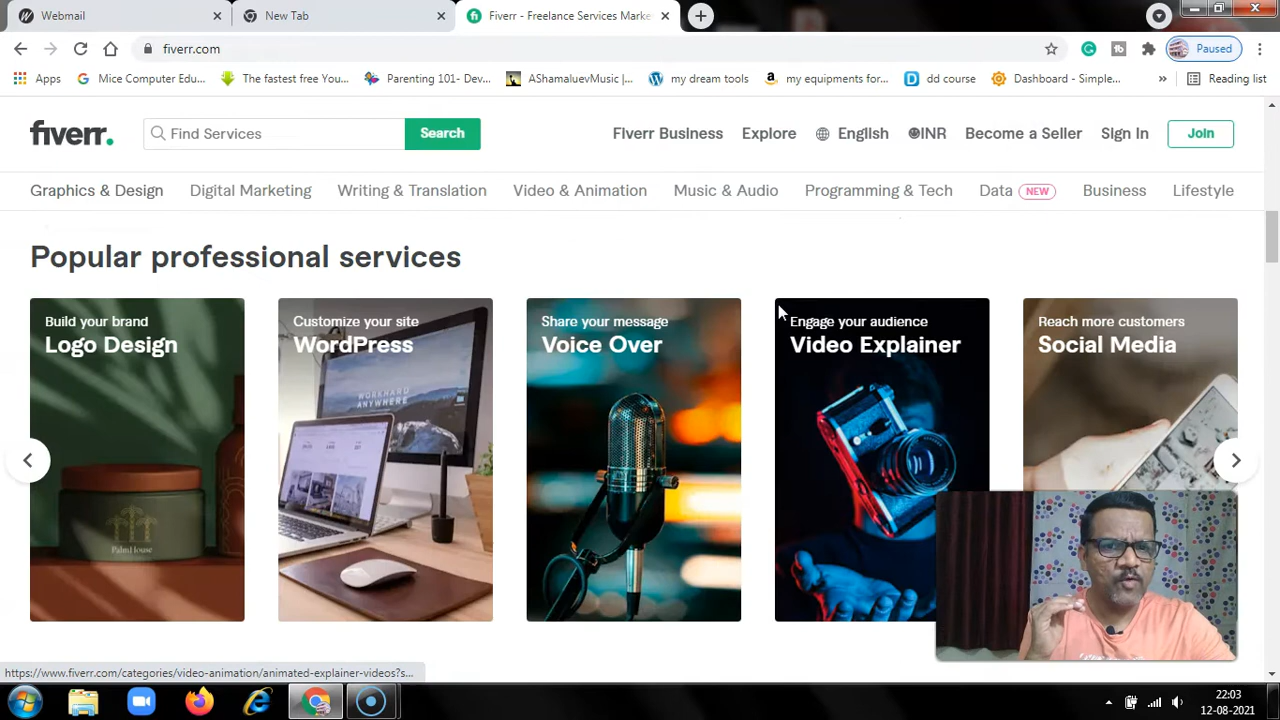 Webmail
New Tab
Fiverr - Freelance Services Marke
fiverr.com
Paused
Apps
Mice Computer Edu...
The fastest free You...
Parenting 101- Dev...
AShamaluevMusic |...
my dream tools
my equipments for...
dd course
Dashboard - Simple...
»
Reading list
fiverr.
Find Services
Search
Fiverr Business
Explore
English
INR
Become a Seller
Sign In
Join
Graphics & Design
Digital Marketing
Writing & Translation
Video & Animation
Music & Audio
Programming & Tech
Data NEW
Business
Lifestyle
Popular professional services
Build your brand
Logo Design
PalmHouse
Customize your site
WordPress
WORKHARD
ANYWHERE
Share your message
Voice Over
Engage your audience
Video Explainer
Reach more customers
Social Media
https://www.fiverr.com/categories/video-animation/animated-explainer-videos?s...
22:03
12-08-2021